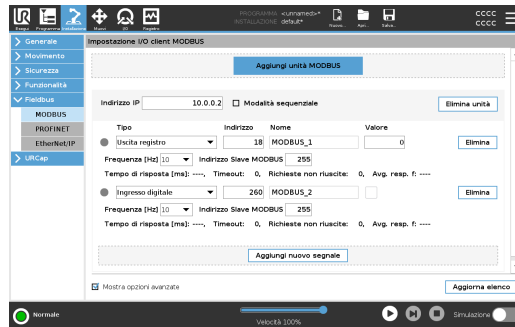 UR
PROGRAMMA <unnamed>*
INSTALLAZIONE default*
cccc
cccc
Esegui Programma Installazione Muovi I/O Registro Nuovo... Apri... Salva...
Generale
Movimento
Sicurezza
Funzionalità
Fieldbus
MODBUS
PROFINET
EtherNet/IP
URCap
Impostazione I/O client MODBUS
Aggiungi unità MODBUS
Indirizzo IP 10.0.0.2 Modalità sequenziale Elimina unità
Tipo Indirizzo Nome Valore
Uscita registro 18 MODBUS_1 0 Elimina
Frequenza [Hz] 10 Indirizzo Slave MODBUS 255
Tempo di risposta [ms]: ----, Timeout: 0, Richieste non riuscite: 0, Avg. resp. f: ----
Ingresso digitale 260 MODBUS_2 Elimina
Frequenza [Hz] 10 Indirizzo Slave MODBUS 255
Tempo di risposta [ms]: ----, Timeout: 0, Richieste non riuscite: 0, Avg. resp. f: ----
Aggiungi nuovo segnale
Mostra opzioni avanzate Aggiorna elenco
Normale Velocità 100% Simulazione